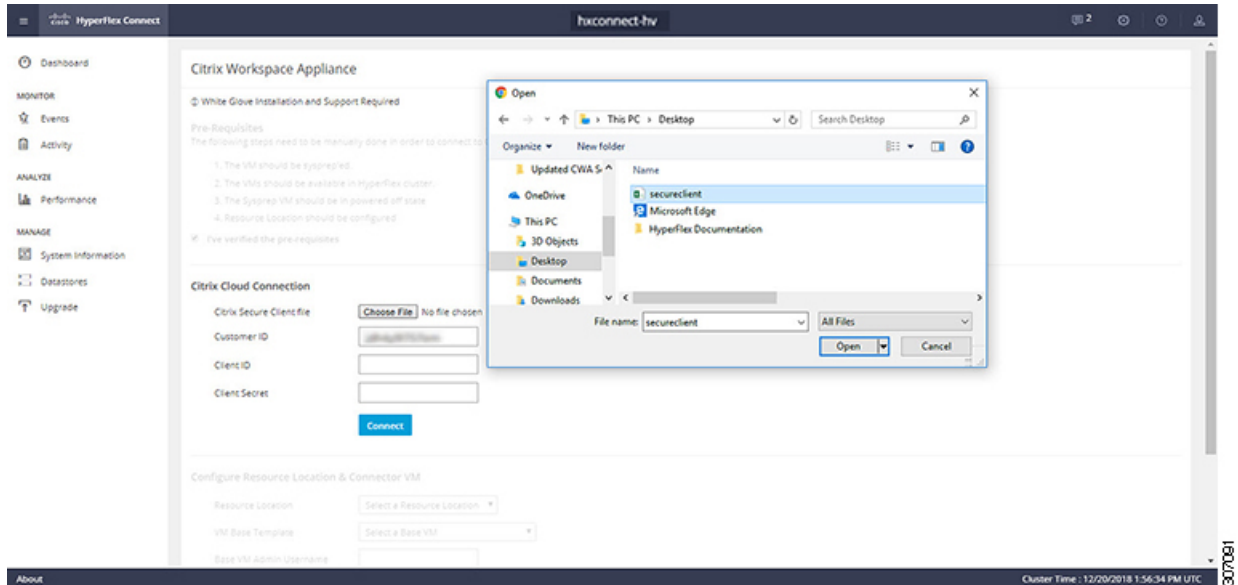 cisco HyperFlex Connect
hxconnect-hv
2
Dashboard
MONITOR
Events
Activity
ANALYZE
Performance
MANAGE
System Information
Datastores
Upgrade
Citrix Workspace Appliance
White Glove Installation and Support Required
Pre-Requisites
The following steps need to be manually done in order to connect to
1. The VM should be sysprep'ed.
2. The VMs should be available in HyperFlex cluster.
3. The Sysprep VM should be in powered off state
4. Resource Location should be configured
I've verified the pre-requisites
Citrix Cloud Connection
Citrix Secure Client file
Choose File No file chosen
Customer ID
Client ID
Client Secret
Connect
Configure Resource Location & Connector VM
Resource Location
Select a Resource Location
VM Base Template
Select a Base VM
Base VM Admin Username
Open
This PC > Desktop
Search Desktop
Organize
New folder
Updated CWA S
OneDrive
This PC
3D Objects
Desktop
Documents
Downloads
Name
secureclient
Microsoft Edge
HyperFlex Documentation
File name: secureclient
All Files
Open
Cancel
About
Cluster Time : 12/20/2018 1:56:34 PM UTC
307091